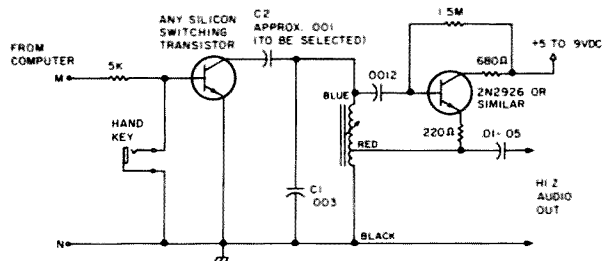 FROM
COMPUTER
M
5K
ANY SILICON
SWITCHING
TRANSISTOR
C2
APPROX. .001
(TO BE SELECTED)
1.5M
+5 TO 9VDC
680Ω
.0012
BLUE
2N2926 OR
SIMILAR
220Ω
.01-.05
RED
HAND
KEY
C1
.003
HI Z
AUDIO
OUT
BLACK
N